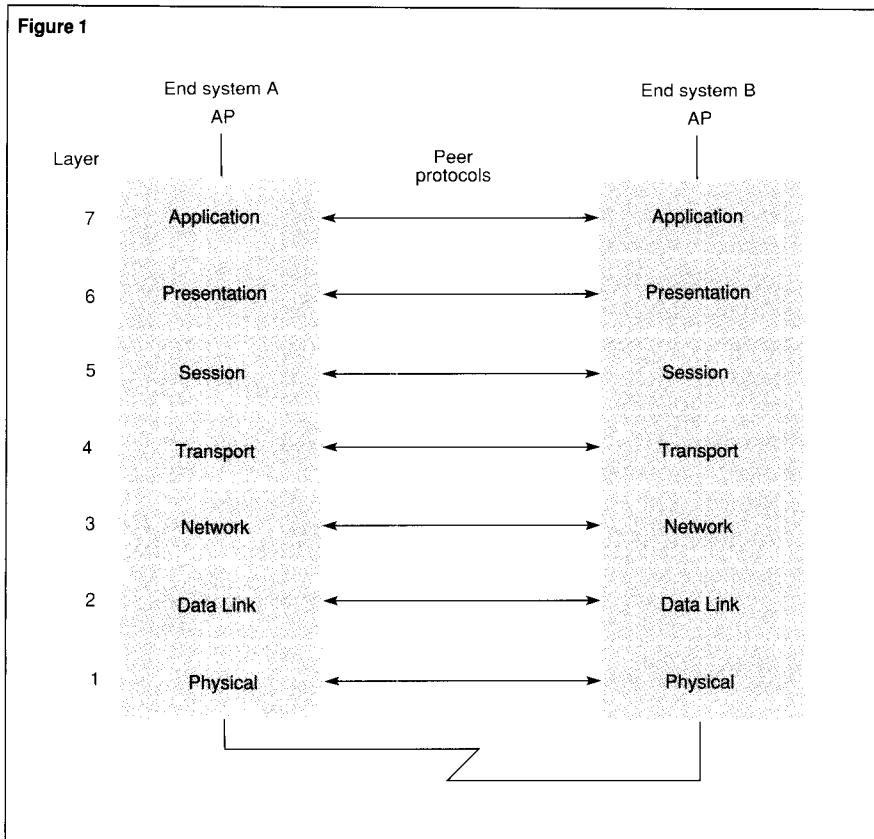 Figure 1
End system A End system B
AP AP
Layer Peer
protocols
7 Application Application
6 Presentation Presentation
5 Session Session
4 Transport Transport
3 Network Network
2 Data Link Data Link
1 Physical Physical